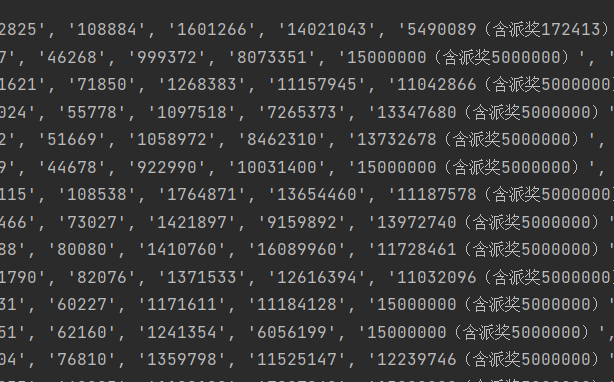 2825', '108884', '1601266', '14021043', '5490089（含派奖172413）
7', '46268', '999372', '8073351', '15000000（含派奖5000000）', '
1621', '71850', '1268383', '11157945', '11042866（含派奖5000000）
024', '55778', '1097518', '7265373', '13347680（含派奖5000000）'
2', '51669', '1058972', '8462310', '13732678（含派奖5000000）',
9', '44678', '922990', '10031400', '15000000（含派奖5000000）',
115', '108538', '1764871', '13654460', '11187578（含派奖5000000
466', '73027', '1421897', '9159892', '13972740（含派奖5000000）'
88', '80080', '1410760', '16089960', '11728461（含派奖5000000）
1790', '82076', '1371533', '12616394', '11032096（含派奖5000000
31', '60227', '1171611', '11184128', '15000000（含派奖5000000）
51', '62160', '1241354', '6056199', '15000000（含派奖5000000）',
04', '76810', '1359798', '11525147', '12239746（含派奖5000000）